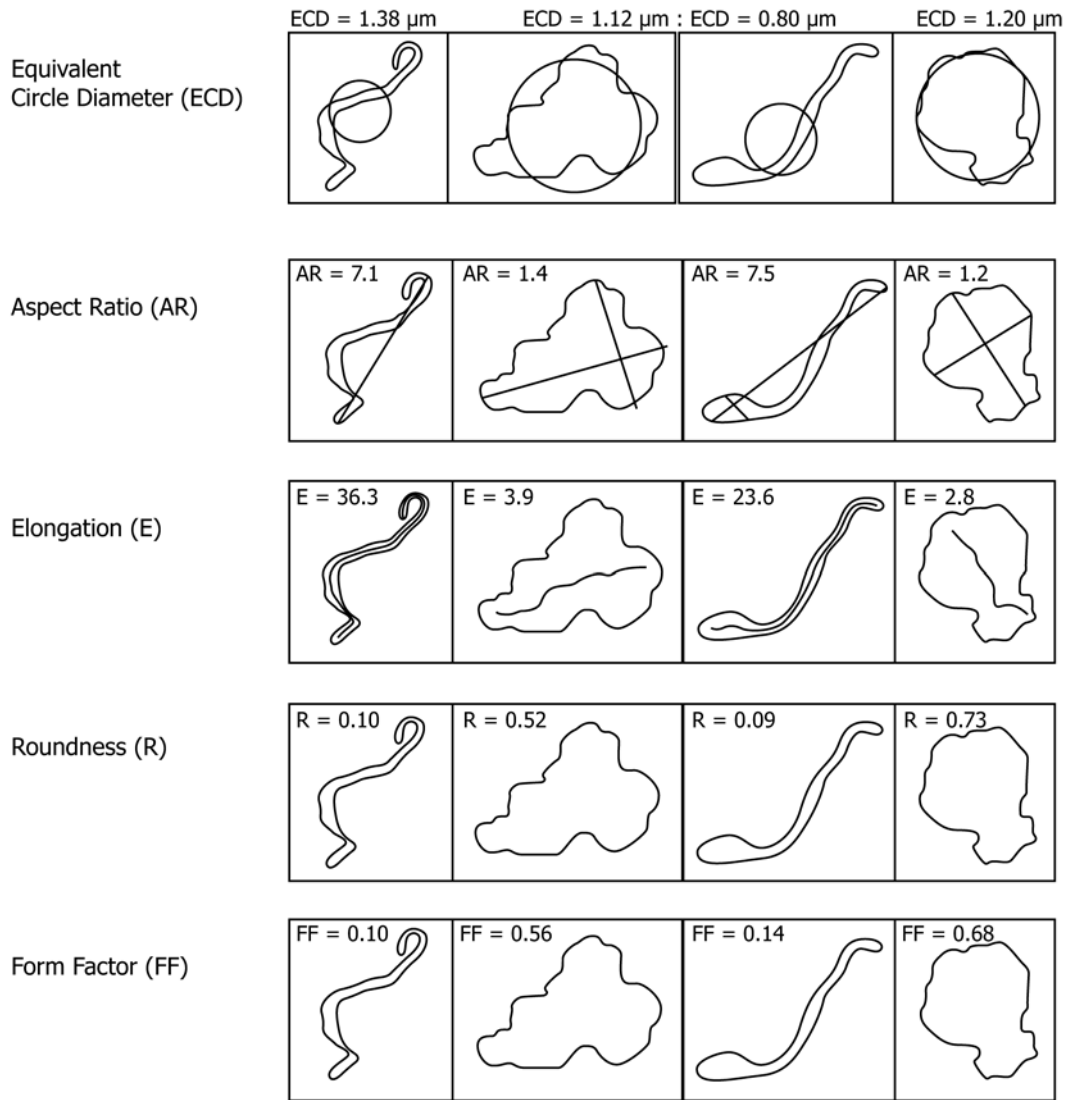 ECD = 1.38 µm ECD = 1.12 µm : ECD = 0.80 µm ECD = 1.20 µm
Equivalent
Circle Diameter (ECD)
AR = 7.1 AR = 1.4 AR = 7.5 AR = 1.2
Aspect Ratio (AR)
E = 36.3 E = 3.9 E = 23.6 E = 2.8
Elongation (E)
R = 0.10 R = 0.52 R = 0.09 R = 0.73
Roundness (R)
FF = 0.10 FF = 0.56 FF = 0.14 FF = 0.68
Form Factor (FF)